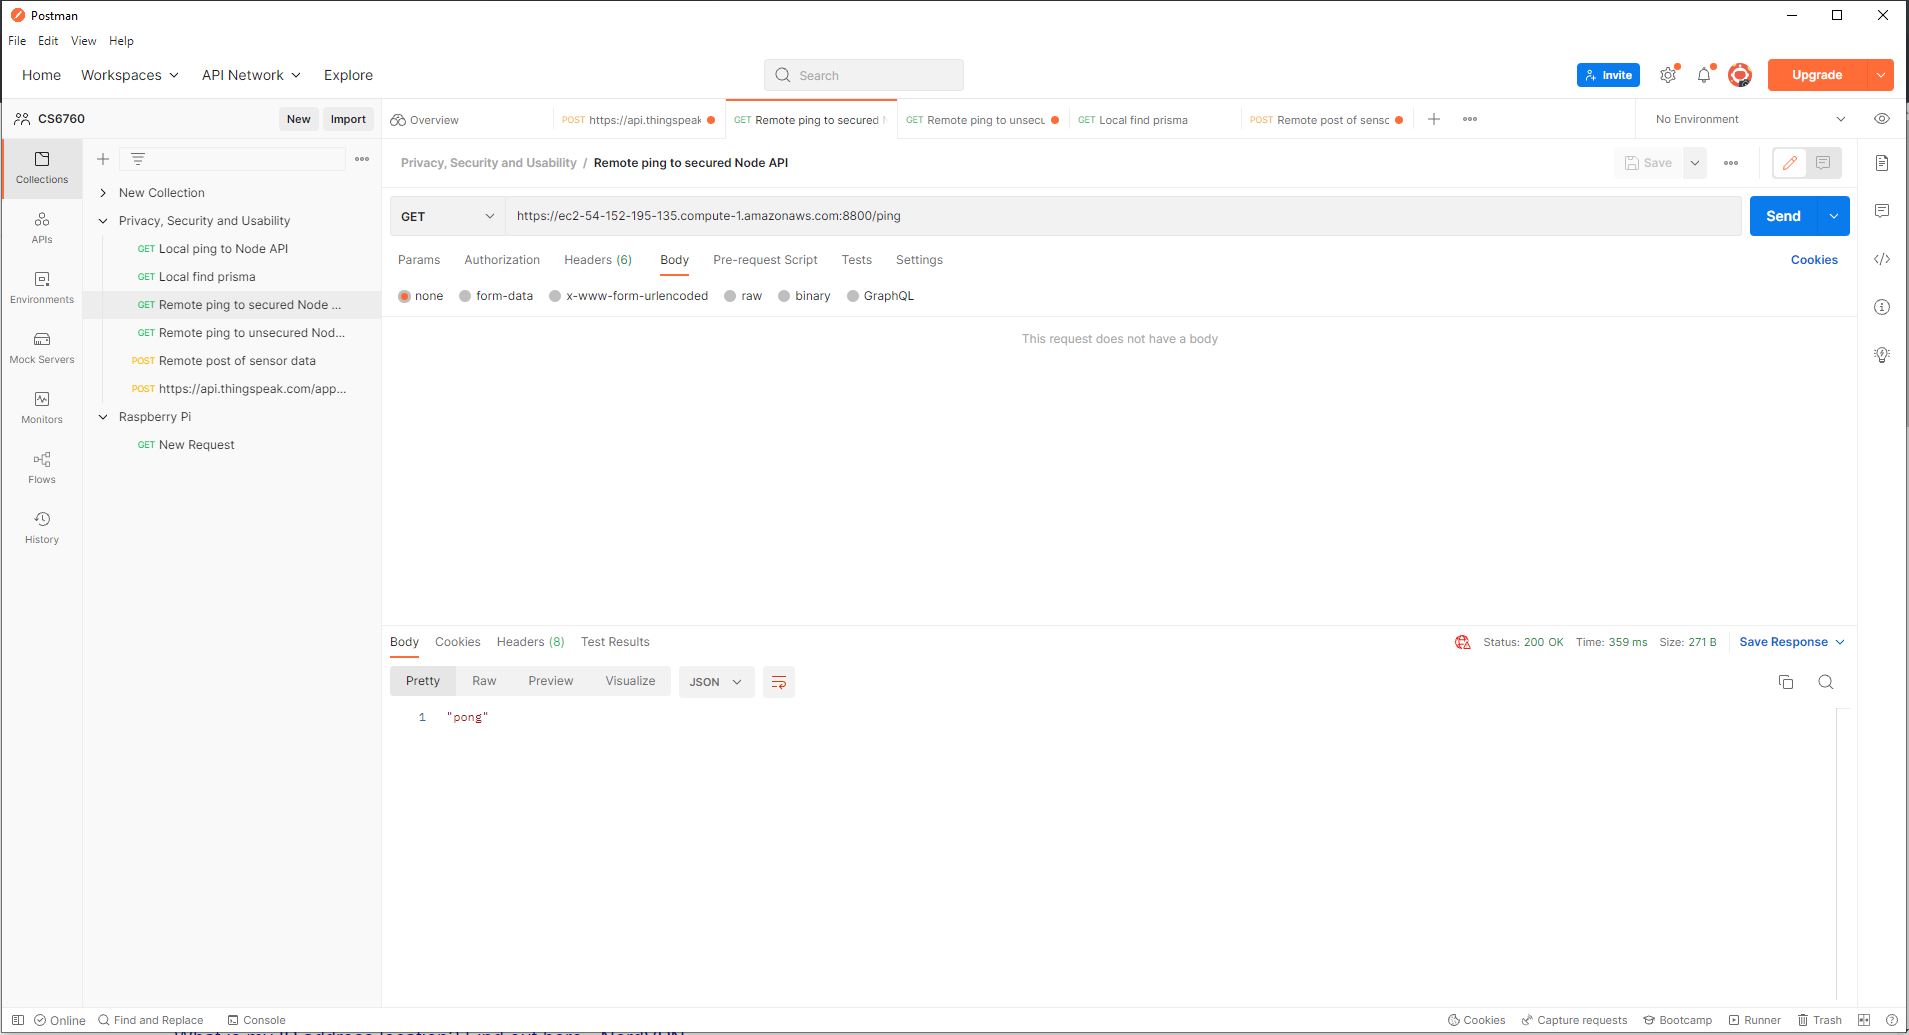 Postman
File Edit View Help
Home Workspaces API Network Explore Search Invite Upgrade
CS6760 New Import
Overview POST https://api.thingspeak GET Remote ping to secured GET Remote ping to unsecu GET Local find prisma POST Remote post of senso No Environment
Collections
APIs
Environments
Mock Servers
Monitors
Flows
History
New Collection
Privacy, Security and Usability
GET Local ping to Node API
GET Local find prisma
GET Remote ping to secured Node ...
GET Remote ping to unsecured Nod...
POST Remote post of sensor data
POST https://api.thingspeak.com/app...
Raspberry Pi
GET New Request
Privacy, Security and Usability / Remote ping to secured Node API Save
GET https://ec2-54-152-195-135.compute-1.amazonaws.com:8800/ping Send
Params Authorization Headers (6) Body Pre-request Script Tests Settings Cookies
none form-data x-www-form-urlencoded raw binary GraphQL
This request does not have a body
Body Cookies Headers (8) Test Results Status: 200 OK Time: 359 ms Size: 271 B Save Response
Pretty Raw Preview Visualize JSON
1 "pong"
Online Find and Replace Console Cookies Capture requests Bootcamp Runner Trash